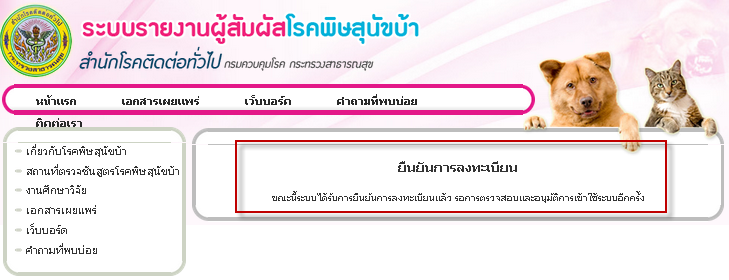 ระบบรายงานผู้สัมผัสโรคพิษสุนัขบ้า
สำนักโรคติดต่อทั่วไป กรมควบคุมโรค กระทรวงสาธารณสุข
หน้าแรก เอกสารเผยแพร่ เว็บบอร์ด คำถามที่พบบ่อย
ติดต่อเรา
เกี่ยวกับโรคพิษสุนัขบ้า
สถานที่ตรวจชันสูตรโรคพิษสุนัขบ้า
งานศึกษาวิจัย
เอกสารเผยแพร่
เว็บบอร์ด
คำถามที่พบบ่อย
ยืนยันการลงทะเบียน
ขณะนี้ระบบได้รับการยืนยันการลงทะเบียนแล้ว รอการตรวจสอบและอนุมัติการเข้าใช้ระบบอีกครั้ง